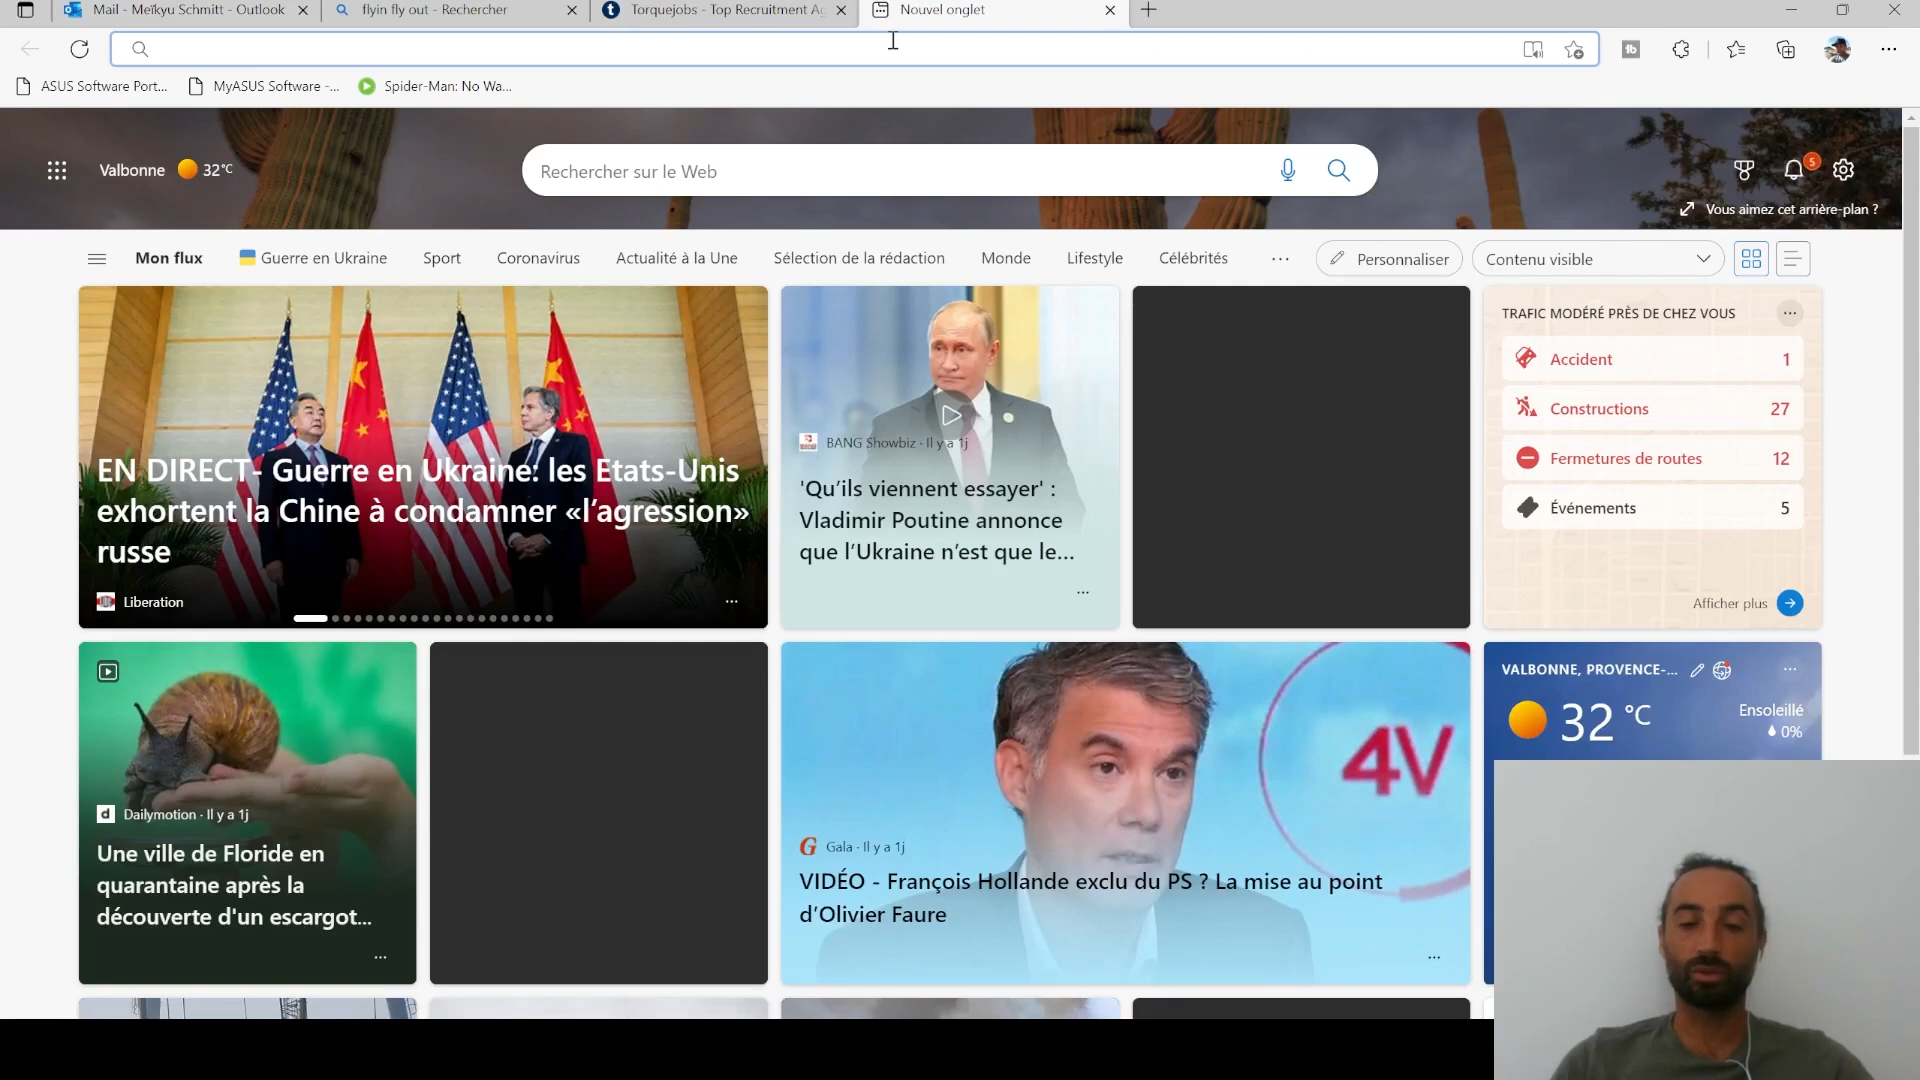 Mail - Meïkyu Schmitt - Outlook
flyin fly out - Rechercher
Torquejobs - Top Recruitment Ag
Nouvel onglet
ASUS Software Port...
MyASUS Software -...
Spider-Man: No Wa...
Valbonne 32°C
Rechercher sur le Web
5
Vous aimez cet arrière-plan ?
Mon flux
Guerre en Ukraine
Sport
Coronavirus
Actualité à la Une
Sélection de la rédaction
Monde
Lifestyle
Célébrités
Personnaliser
Contenu visible
EN DIRECT- Guerre en Ukraine: les Etats-Unis
exhortent la Chine à condamner «l’agression»
russe
Liberation
BANG Showbiz · Il y a 1j
'Qu’ils viennent essayer' :
Vladimir Poutine annonce
que l’Ukraine n’est que le...
TRAFIC MODÉRÉ PRÈS DE CHEZ VOUS
Accident 1
Constructions 27
Fermetures de routes 12
Événements 5
Afficher plus
d Dailymotion · Il y a 1j
Une ville de Floride en
quarantaine après la
découverte d'un escargot...
4V
G Gala · Il y a 1j
VIDÉO - François Hollande exclu du PS ? La mise au point
d’Olivier Faure
VALBONNE, PROVENCE-...
32 °C
Ensoleillé
0%